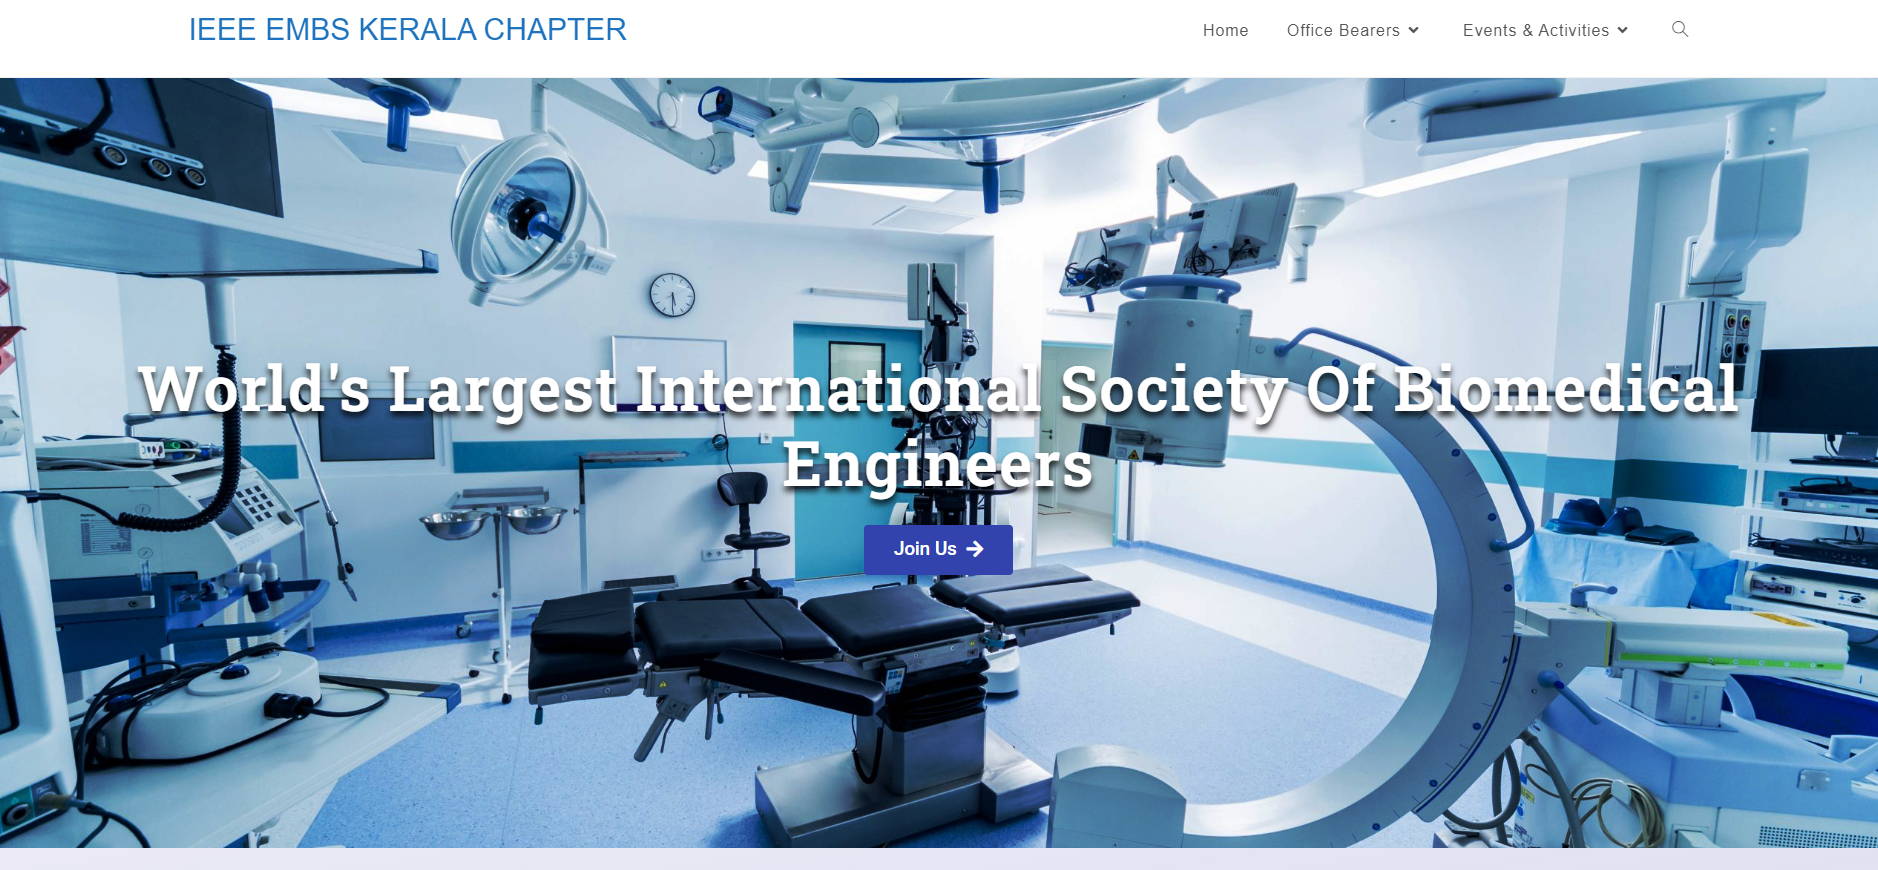 IEEE EMBS KERALA CHAPTER
Home Office Bearers Events & Activities
World's Largest International Society Of Biomedical
Engineers
Join Us